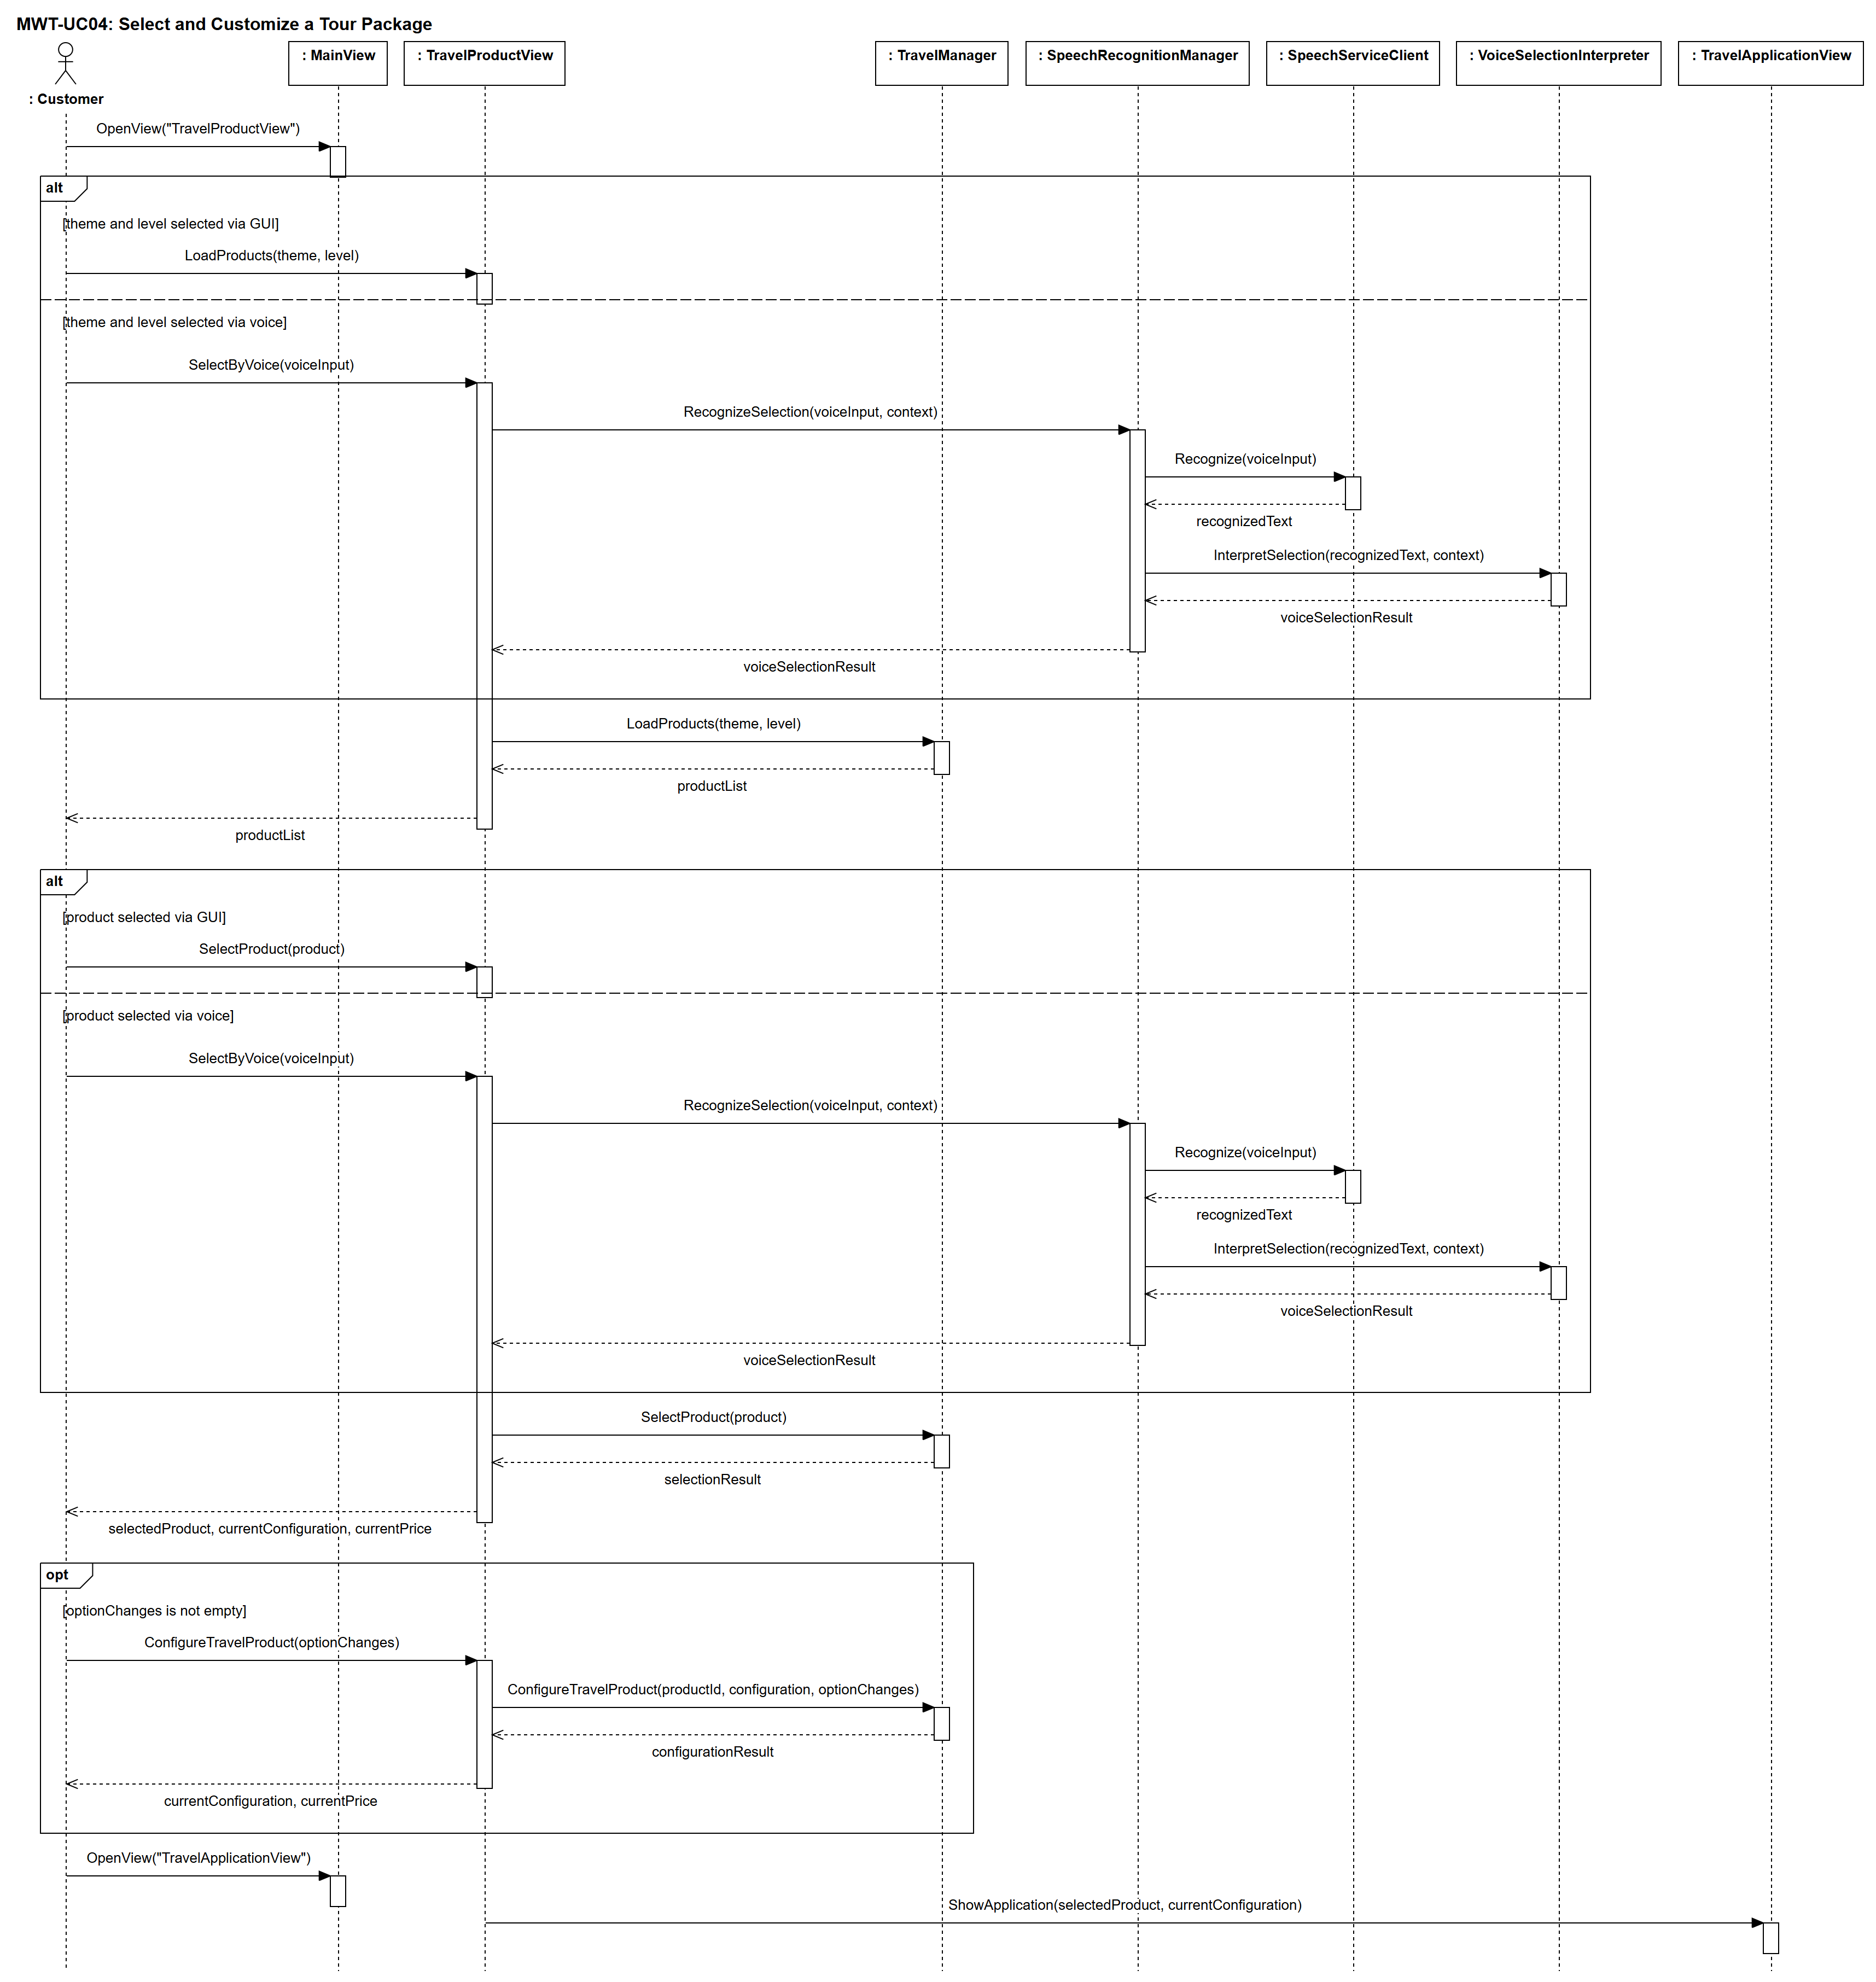 MWT-UC04: Select and Customize a Tour Package
: MainView
: TravelProductView
: TravelManager
: SpeechRecognitionManager
: SpeechServiceClient
: VoiceSelectionInterpreter
: TravelApplicationView
: Customer
OpenView("TravelProductView")
alt
[theme and level selected via GUI]
LoadProducts(theme, level)
[theme and level selected via voice]
SelectByVoice(voiceInput)
RecognizeSelection(voiceInput, context)
Recognize(voiceInput)
recognizedText
InterpretSelection(recognizedText, context)
voiceSelectionResult
voiceSelectionResult
LoadProducts(theme, level)
productList
productList
alt
[product selected via GUI]
SelectProduct(product)
[product selected via voice]
SelectByVoice(voiceInput)
RecognizeSelection(voiceInput, context)
Recognize(voiceInput)
recognizedText
InterpretSelection(recognizedText, context)
voiceSelectionResult
voiceSelectionResult
SelectProduct(product)
selectionResult
selectedProduct, currentConfiguration, currentPrice
opt
[optionChanges is not empty]
ConfigureTravelProduct(optionChanges)
ConfigureTravelProduct(productId, configuration, optionChanges)
configurationResult
currentConfiguration, currentPrice
OpenView("TravelApplicationView")
ShowApplication(selectedProduct, currentConfiguration)